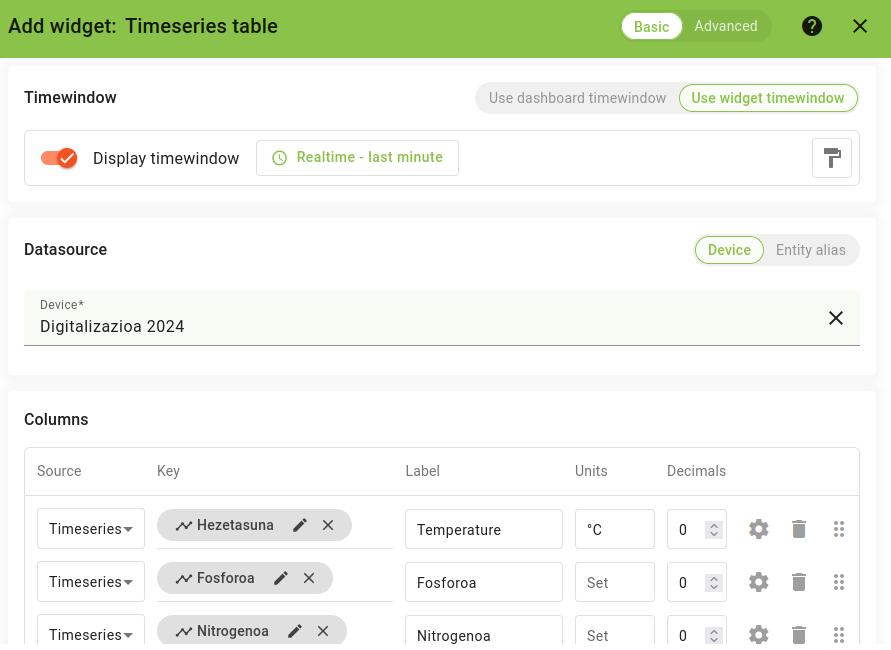 Add widget: Timeseries table
Basic Advanced ?
Timewindow
Use dashboard timewindow Use widget timewindow
Display timewindow Realtime - last minute
Datasource
Device Entity alias
Device*
Digitalizazioa 2024
Columns
Source Key Label Units Decimals
Timeseries Hezetasuna Temperature °C 0
Timeseries Fosforoa Fosforoa Set 0
Timeseries Nitrogenoa Nitrogenoa Set 0